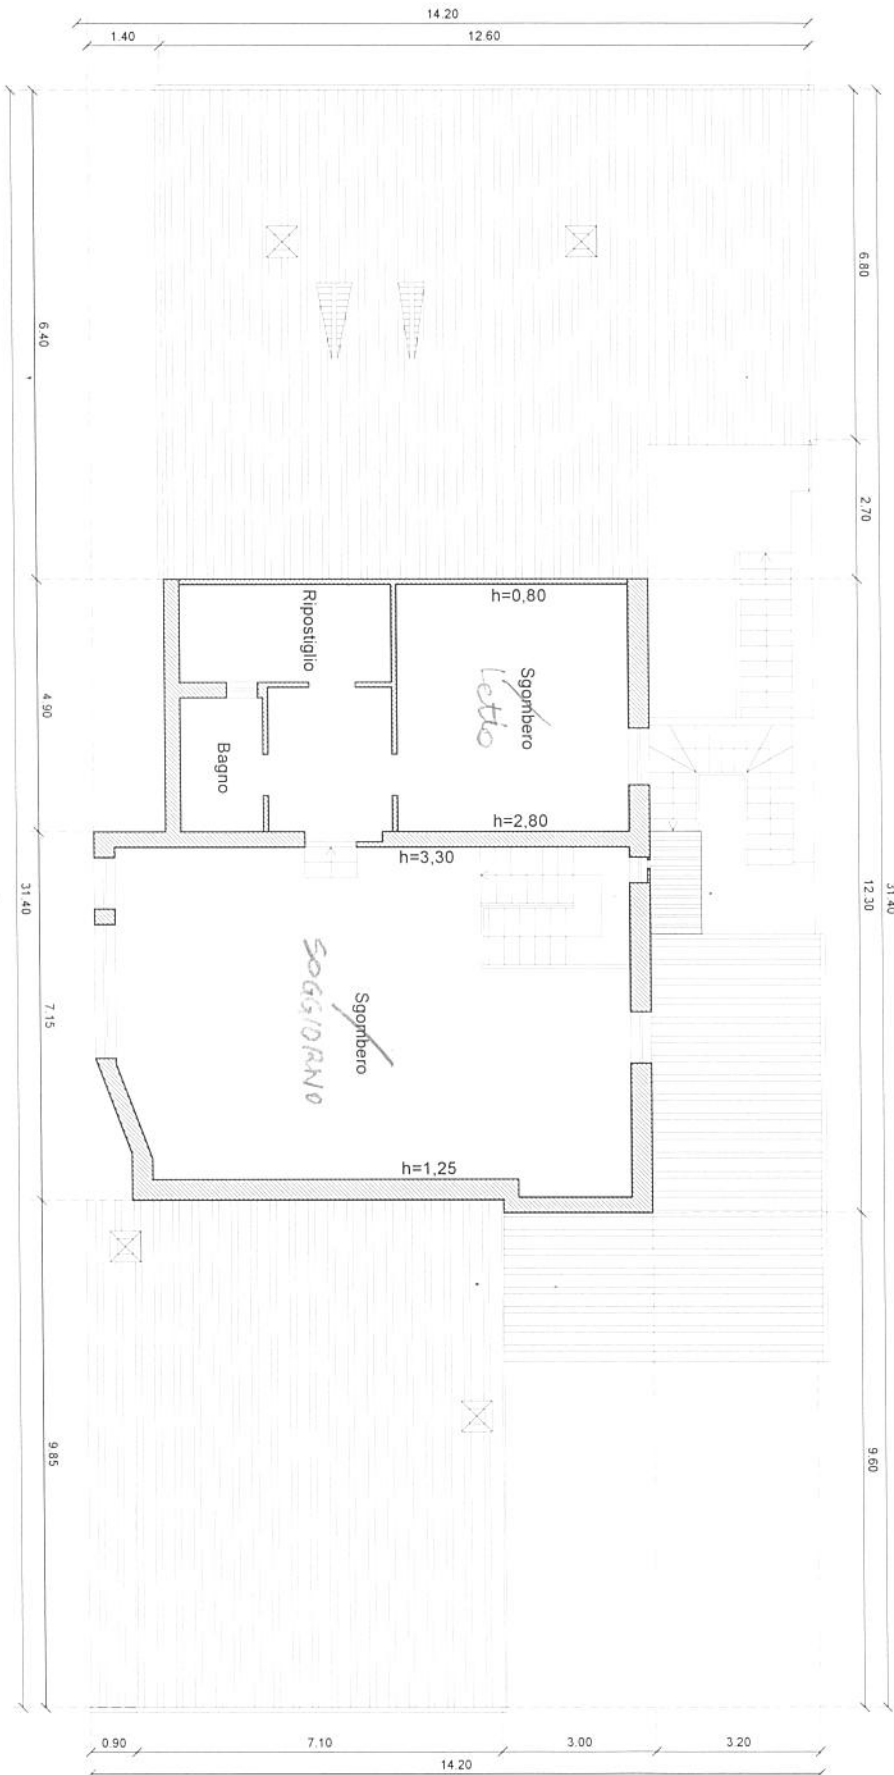 14.20
1.40
12.60
6.80
6.40
2.70
h=0,80
Ripostiglio
Sgombero
Letto
4.90
Bagno
h=2,80
h=3,30
12.30
31.40
31.40
SOGGIORNO
Sgombero
7.15
h=1,25
9.85
9.60
0.90
7.10
3.00
3.20
14.20